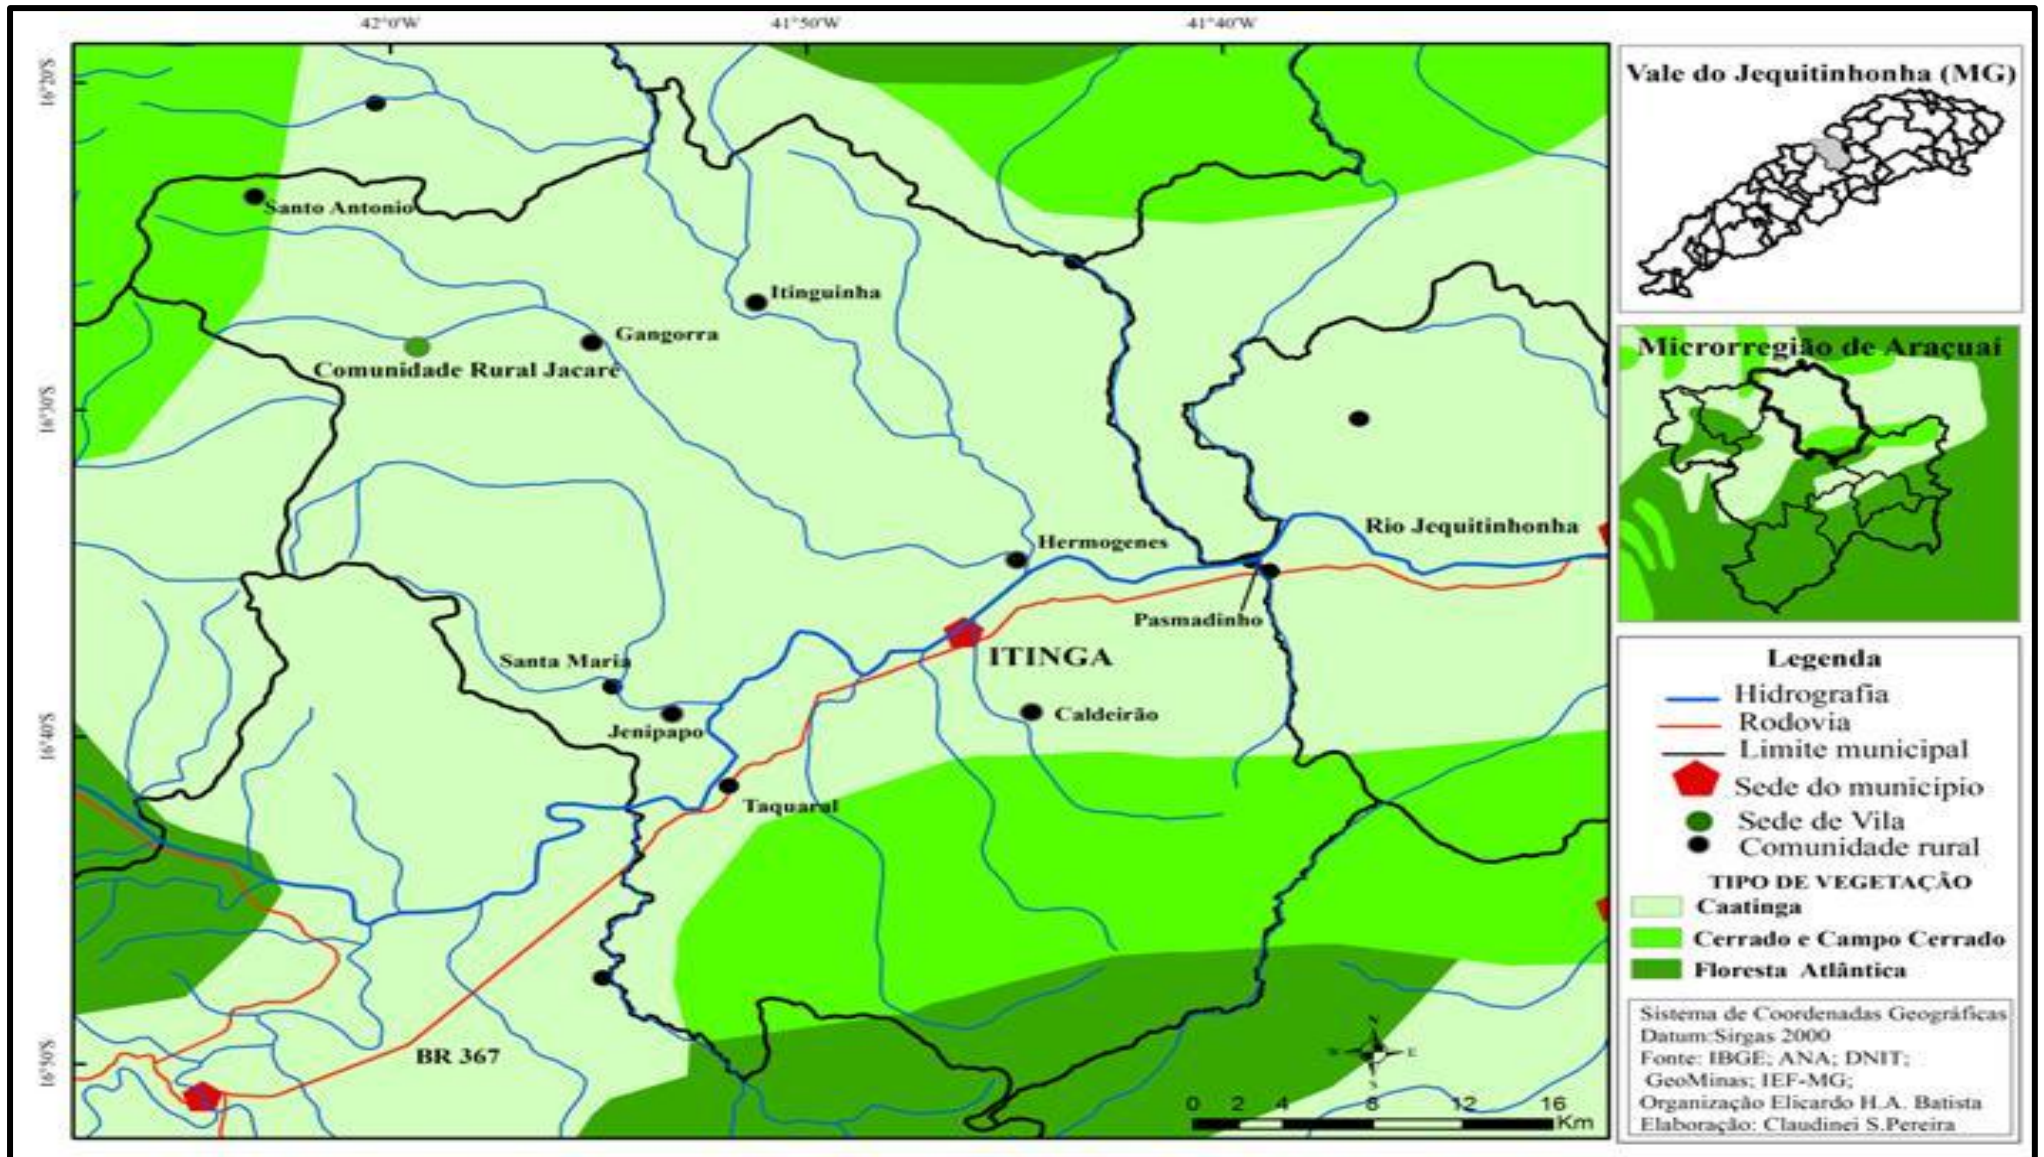 42°0'W
41°50'W
41°40'W
16°20'S
16°30'S
16°40'S
16°50'S
Santo Antonio
Itinguinha
Gangorra
Comunidade Rural Jacaré
Hermogenes
Rio Jequitinhonha
Pasmadinho
ITINGA
Santa Maria
Jenipapo
Caldeirão
Taquaral
BR 367
N
W
E
S
0 2 4 8 12 16
Km
Vale do Jequitinhonha (MG)
Microrregião de Araçuaí
Legenda
Hidrografia
Rodovia
Limite municipal
Sede do município
Sede de Vila
Comunidade rural
TIPO DE VEGETAÇÃO
Caatinga
Cerrado e Campo Cerrado
Floresta Atlântica
Sistema de Coordenadas Geográficas
Datum:Sirgas 2000
Fonte: IBGE; ANA; DNIT;
GeoMinas; IEF-MG;
Organização Elicardo H.A. Batista
Elaboração: Claudinei S.Pereira